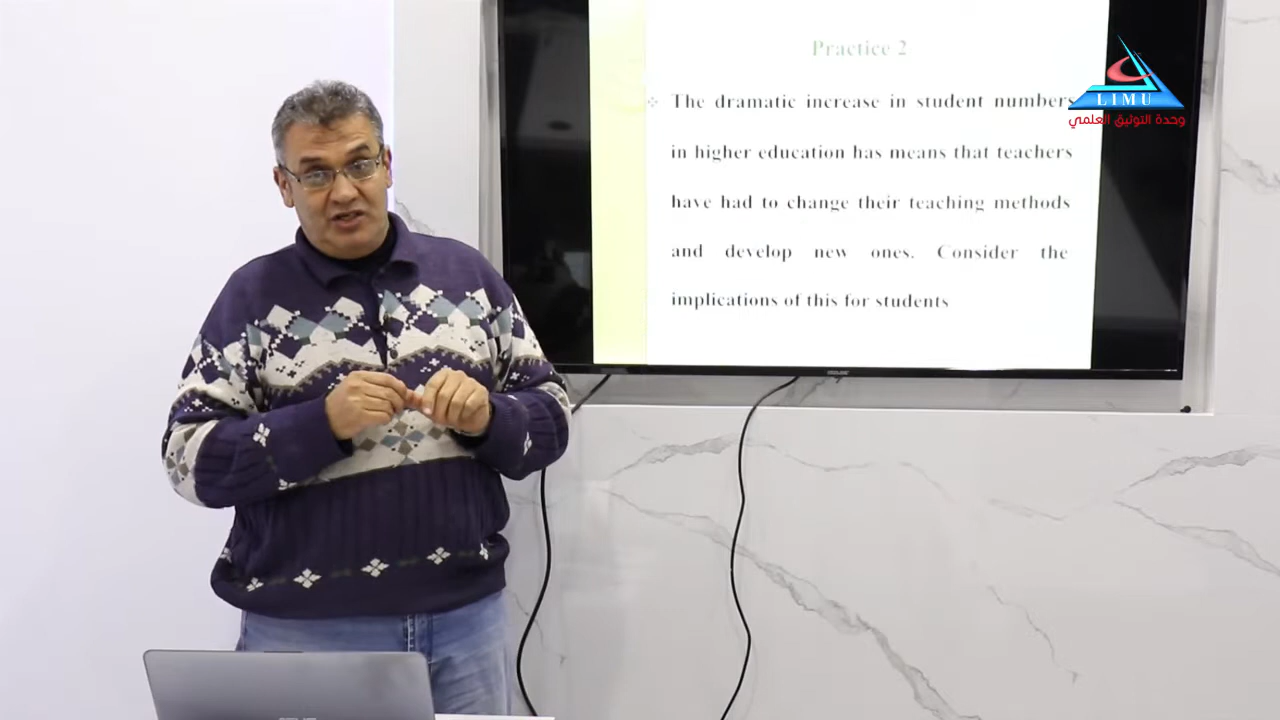 Practice 2
The dramatic increase in student numbers
in higher education has means that teachers
have had to change their teaching methods
and develop new ones. Consider the
implications of this for students
LIMU
وحدة التوثيق العلمي